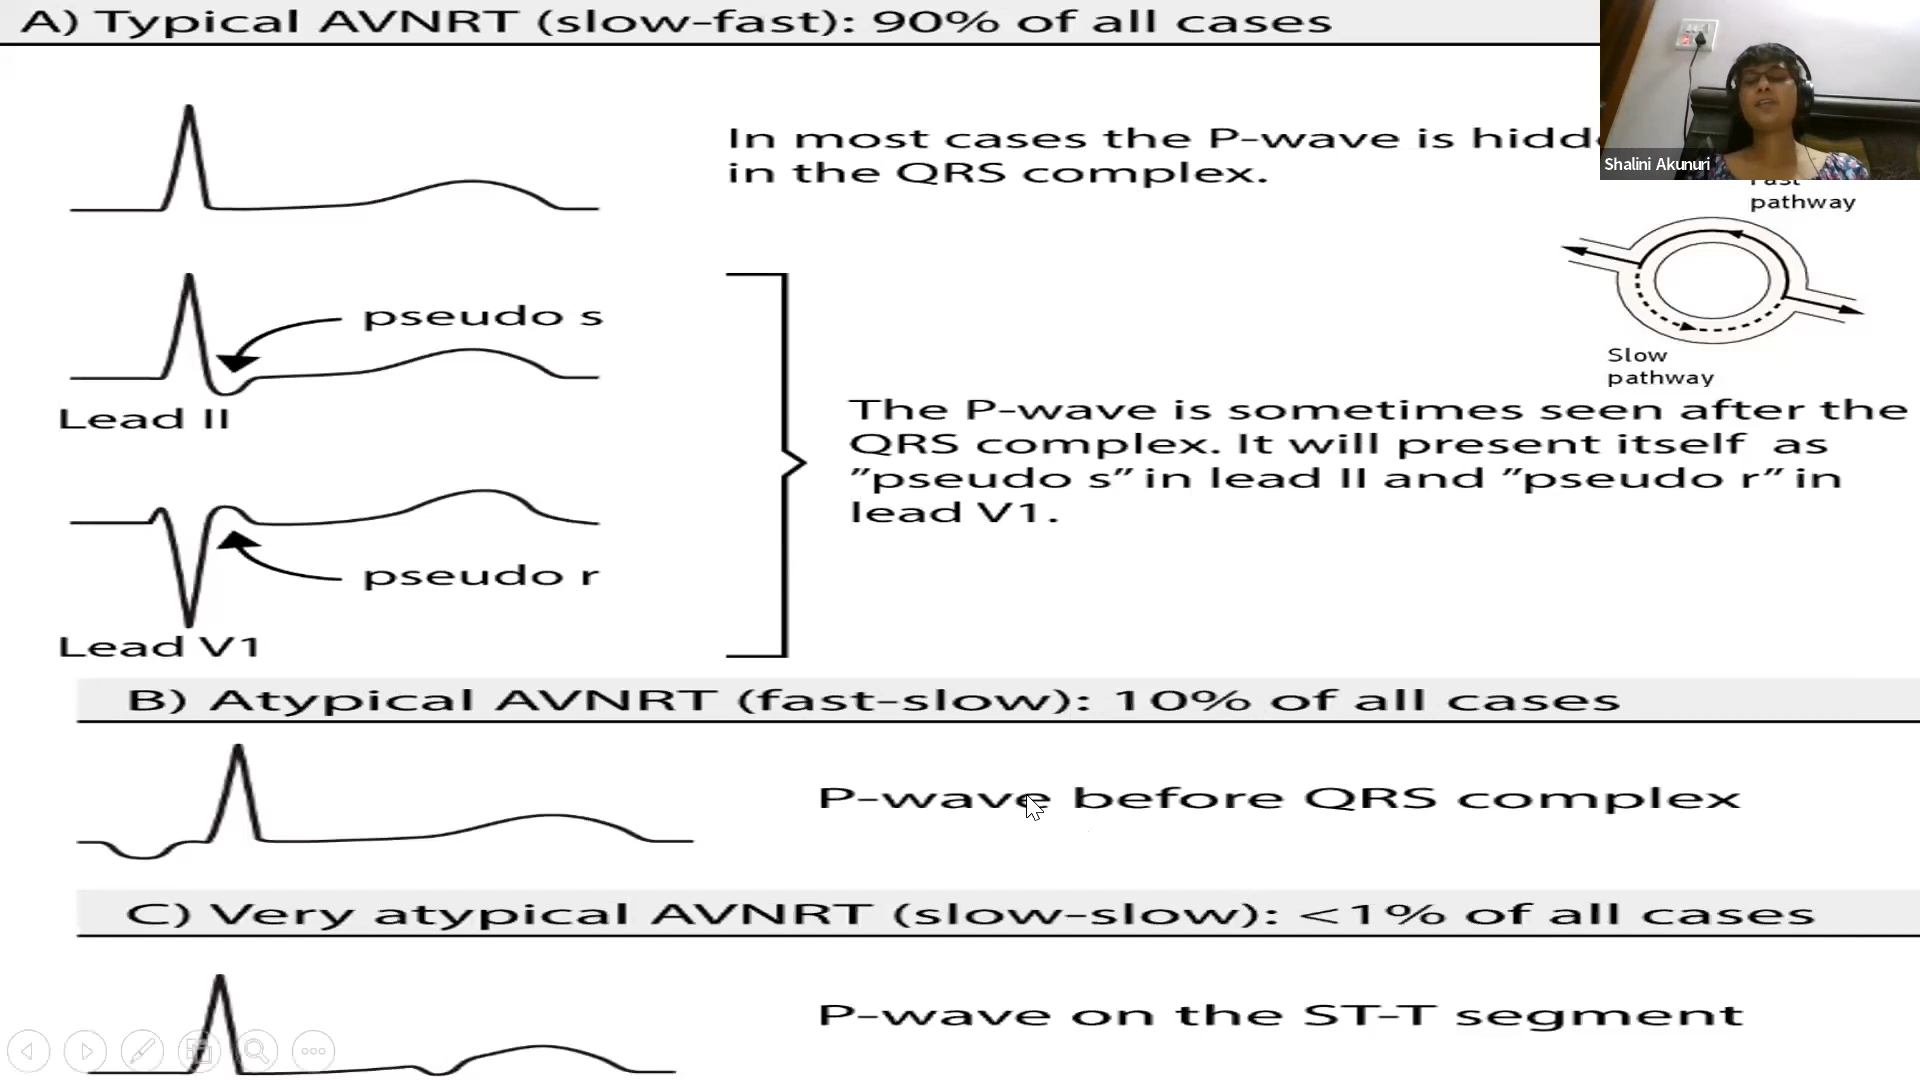 A) Typical AVNRT (slow-fast): 90% of all cases
In most cases the P-wave is
in the QRS complex.
Shalini Akunuri
pathway
pseudo s
Lead II
Slow
pathway
The P-wave is sometimes seen after the
QRS complex. It will present itself as
"pseudo s" in lead II and "pseudo r" in
lead V1.
pseudo r
Lead V1
B) Atypical AVNRT (fast-slow): 10% of all cases
P-wave before QRS complex
C) Very atypical AVNRT (slow-slow): <1% of all cases
P-wave on the ST-T segment